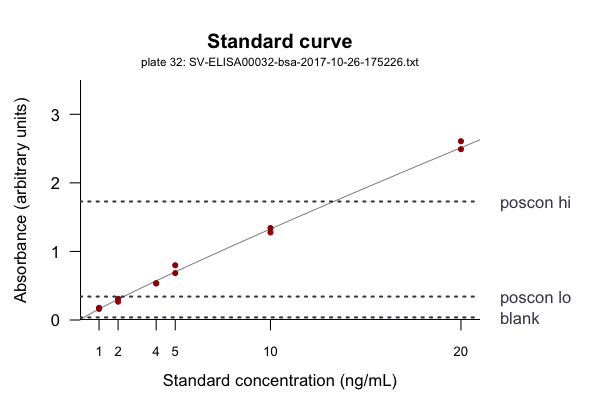 Standard curve
plate 32: SV-ELISA00032-bsa-2017-10-26-175226.txt
Absorbance (arbitrary units)
3
2
1
0
poscon hi
poscon lo
blank
1 2 4 5 10 20
Standard concentration (ng/mL)